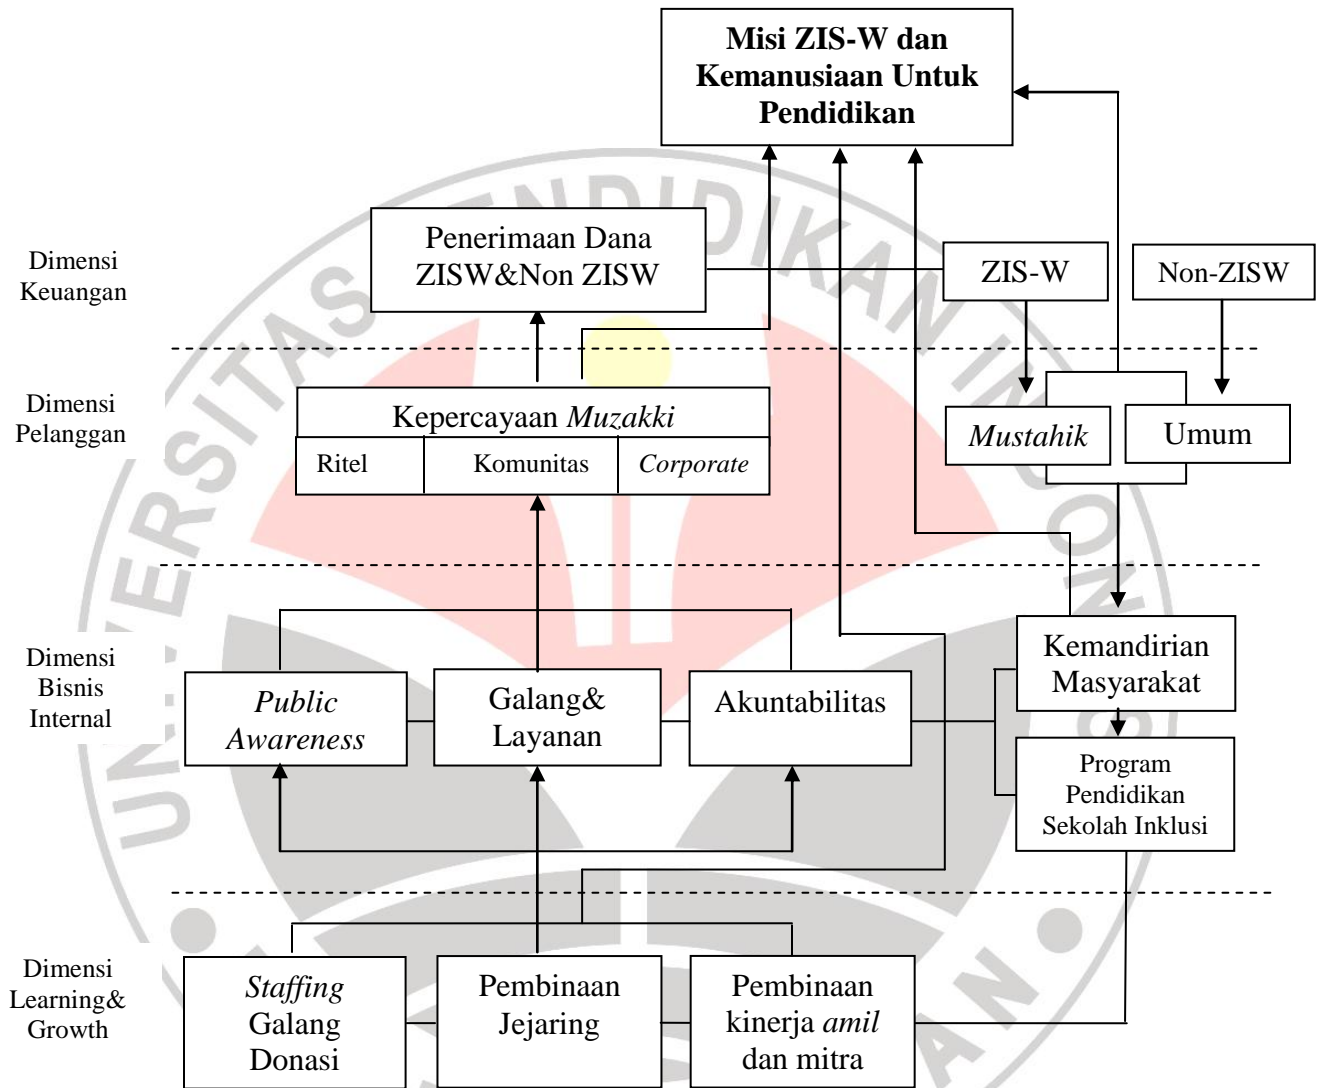 Misi ZIS-W dan
Kemanusiaan Untuk
Pendidikan
Dimensi
Keuangan
Penerimaan Dana
ZISW&Non ZISW
ZIS-W
Non-ZISW
Dimensi
Pelanggan
Kepercayaan Muzakki
Ritel
Komunitas
Corporate
Mustahik
Umum
Dimensi
Bisnis
Internal
Public
Awareness
Galang&
Layanan
Akuntabilitas
Kemandirian
Masyarakat
Program
Pendidikan
Sekolah Inklusi
Dimensi
Learning&
Growth
Staffing
Galang
Donasi
Pembinaan
Jejaring
Pembinaan
kinerja amil
dan mitra